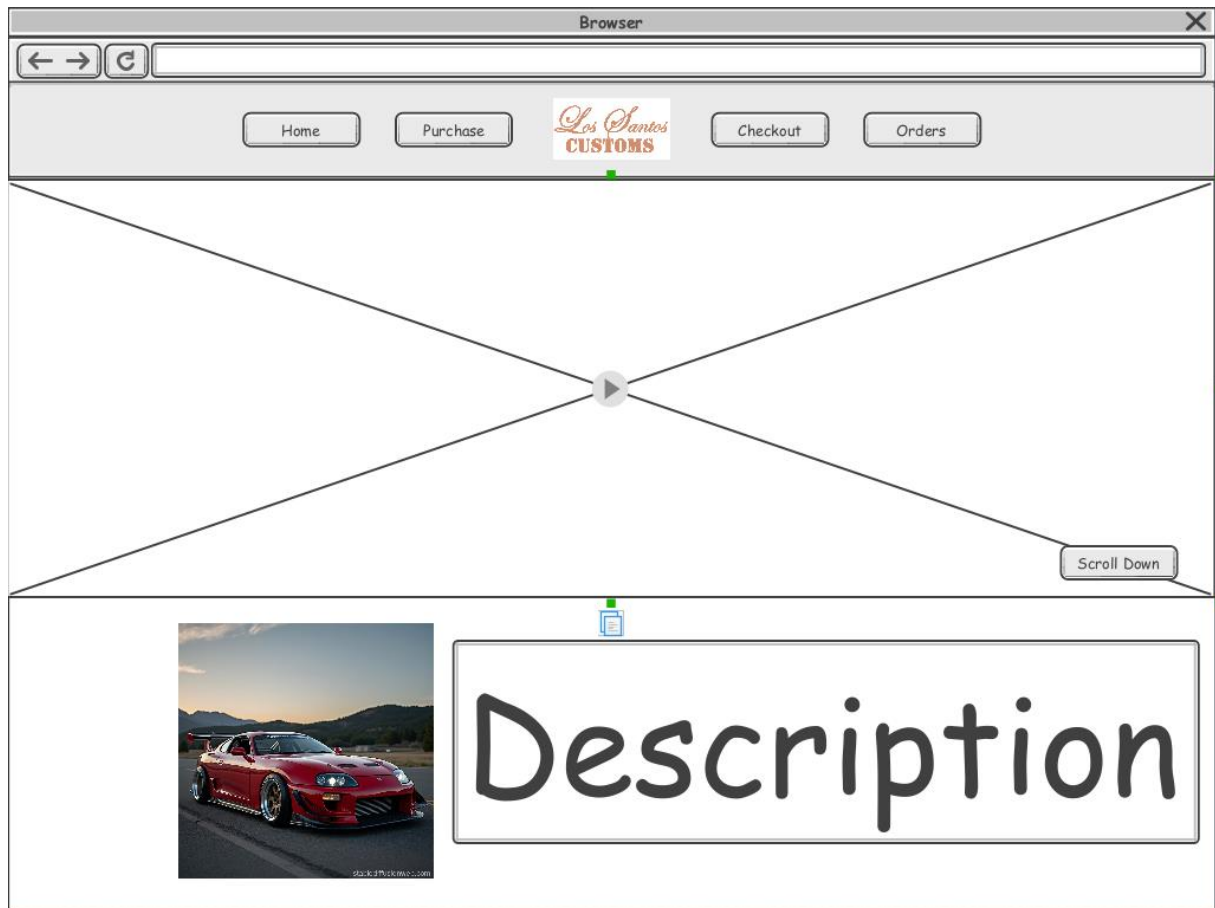 Browser
Home
Purchase
Los Santos
CUSTOMS
Checkout
Orders
Scroll Down
Description